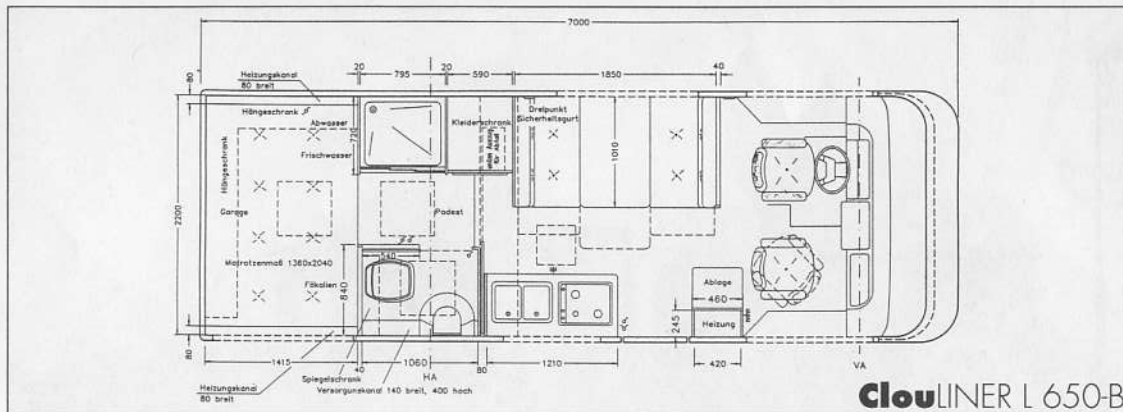 7000
20
795
20
590
1850
40
80
Heizungskanal
80 breit
Hängeschrank
Abwasser
720
Kleiderschrank
Dreipunkt
Sicherheitsgurt
Frischwasser
1010
Hängeschrank
2200
Garage
Podest
Matratzenmaß 1360x2040
540
Fäkalien
840
Ablage
460
245
Heizung
80
1415
40
1060
80
1210
420
HA
VA
Spiegelschrank
Versorgunskanal 140 breit, 400 hoch
Heizungskanal
80 breit
ClouLINER L 650-B